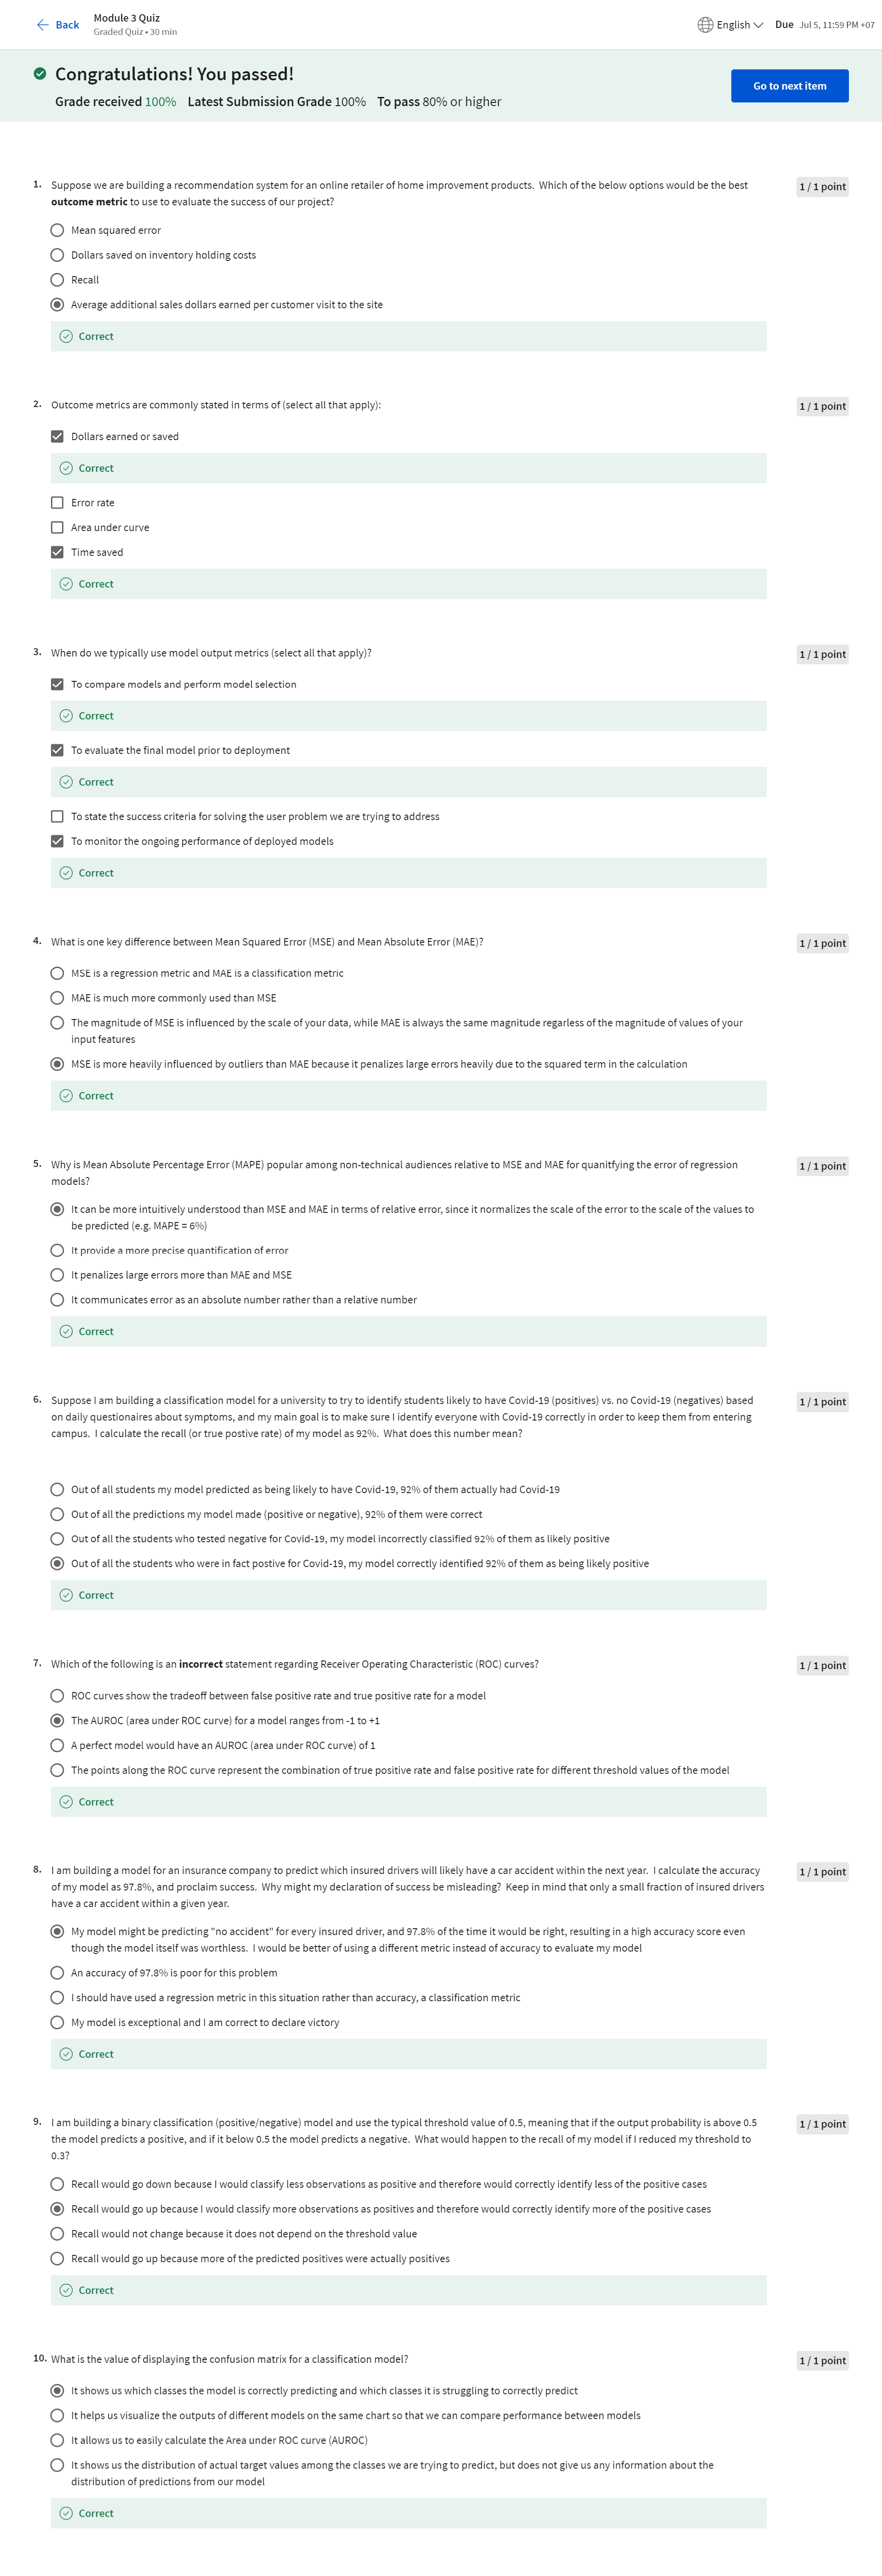 Back
Module 3 Quiz
Graded Quiz • 30 min
English
Due Jul 5, 11:59 PM +07
Congratulations! You passed!
Grade received 100% Latest Submission Grade 100% To pass 80% or higher
Go to next item
1. Suppose we are building a recommendation system for an online retailer of home improvement products. Which of the below options would be the best
outcome metric to use to evaluate the success of our project?
1 / 1 point
Mean squared error
Dollars saved on inventory holding costs
Recall
Average additional sales dollars earned per customer visit to the site
Correct
2. Outcome metrics are commonly stated in terms of (select all that apply):
1 / 1 point
Dollars earned or saved
Correct
Error rate
Area under curve
Time saved
Correct
3. When do we typically use model output metrics (select all that apply)?
1 / 1 point
To compare models and perform model selection
Correct
To evaluate the final model prior to deployment
Correct
To state the success criteria for solving the user problem we are trying to address
To monitor the ongoing performance of deployed models
Correct
4. What is one key difference between Mean Squared Error (MSE) and Mean Absolute Error (MAE)?
1 / 1 point
MSE is a regression metric and MAE is a classification metric
MAE is much more commonly used than MSE
The magnitude of MSE is influenced by the scale of your data, while MAE is always the same magnitude regarless of the magnitude of values of your
input features
MSE is more heavily influenced by outliers than MAE because it penalizes large errors heavily due to the squared term in the calculation
Correct
5. Why is Mean Absolute Percentage Error (MAPE) popular among non-technical audiences relative to MSE and MAE for quanitfying the error of regression
models?
1 / 1 point
It can be more intuitively understood than MSE and MAE in terms of relative error, since it normalizes the scale of the error to the scale of the values to
be predicted (e.g. MAPE = 6%)
It provide a more precise quantification of error
It penalizes large errors more than MAE and MSE
It communicates error as an absolute number rather than a relative number
Correct
6. Suppose I am building a classification model for a university to try to identify students likely to have Covid-19 (positives) vs. no Covid-19 (negatives) based
on daily questionaires about symptoms, and my main goal is to make sure I identify everyone with Covid-19 correctly in order to keep them from entering
campus. I calculate the recall (or true postive rate) of my model as 92%. What does this number mean?
1 / 1 point
Out of all students my model predicted as being likely to have Covid-19, 92% of them actually had Covid-19
Out of all the predictions my model made (positive or negative), 92% of them were correct
Out of all the students who tested negative for Covid-19, my model incorrectly classified 92% of them as likely positive
Out of all the students who were in fact postive for Covid-19, my model correctly identified 92% of them as being likely positive
Correct
7. Which of the following is an incorrect statement regarding Receiver Operating Characteristic (ROC) curves?
1 / 1 point
ROC curves show the tradeoff between false positive rate and true positive rate for a model
The AUROC (area under ROC curve) for a model ranges from -1 to +1
A perfect model would have an AUROC (area under ROC curve) of 1
The points along the ROC curve represent the combination of true positive rate and false positive rate for different threshold values of the model
Correct
8. I am building a model for an insurance company to predict which insured drivers will likely have a car accident within the next year. I calculate the accuracy
of my model as 97.8%, and proclaim success. Why might my declaration of success be misleading? Keep in mind that only a small fraction of insured drivers
have a car accident within a given year.
1 / 1 point
My model might be predicting "no accident" for every insured driver, and 97.8% of the time it would be right, resulting in a high accuracy score even
though the model itself was worthless. I would be better of using a different metric instead of accuracy to evaluate my model
An accuracy of 97.8% is poor for this problem
I should have used a regression metric in this situation rather than accuracy, a classification metric
My model is exceptional and I am correct to declare victory
Correct
9. I am building a binary classification (positive/negative) model and use the typical threshold value of 0.5, meaning that if the output probability is above 0.5
the model predicts a positive, and if it below 0.5 the model predicts a negative. What would happen to the recall of my model if I reduced my threshold to
0.3?
1 / 1 point
Recall would go down because I would classify less observations as positive and therefore would correctly identify less of the positive cases
Recall would go up because I would classify more observations as positives and therefore would correctly identify more of the positive cases
Recall would not change because it does not depend on the threshold value
Recall would go up because more of the predicted positives were actually positives
Correct
10. What is the value of displaying the confusion matrix for a classification model?
1 / 1 point
It shows us which classes the model is correctly predicting and which classes it is struggling to correctly predict
It helps us visualize the outputs of different models on the same chart so that we can compare performance between models
It allows us to easily calculate the Area under ROC curve (AUROC)
It shows us the distribution of actual target values among the classes we are trying to predict, but does not give us any information about the
distribution of predictions from our model
Correct